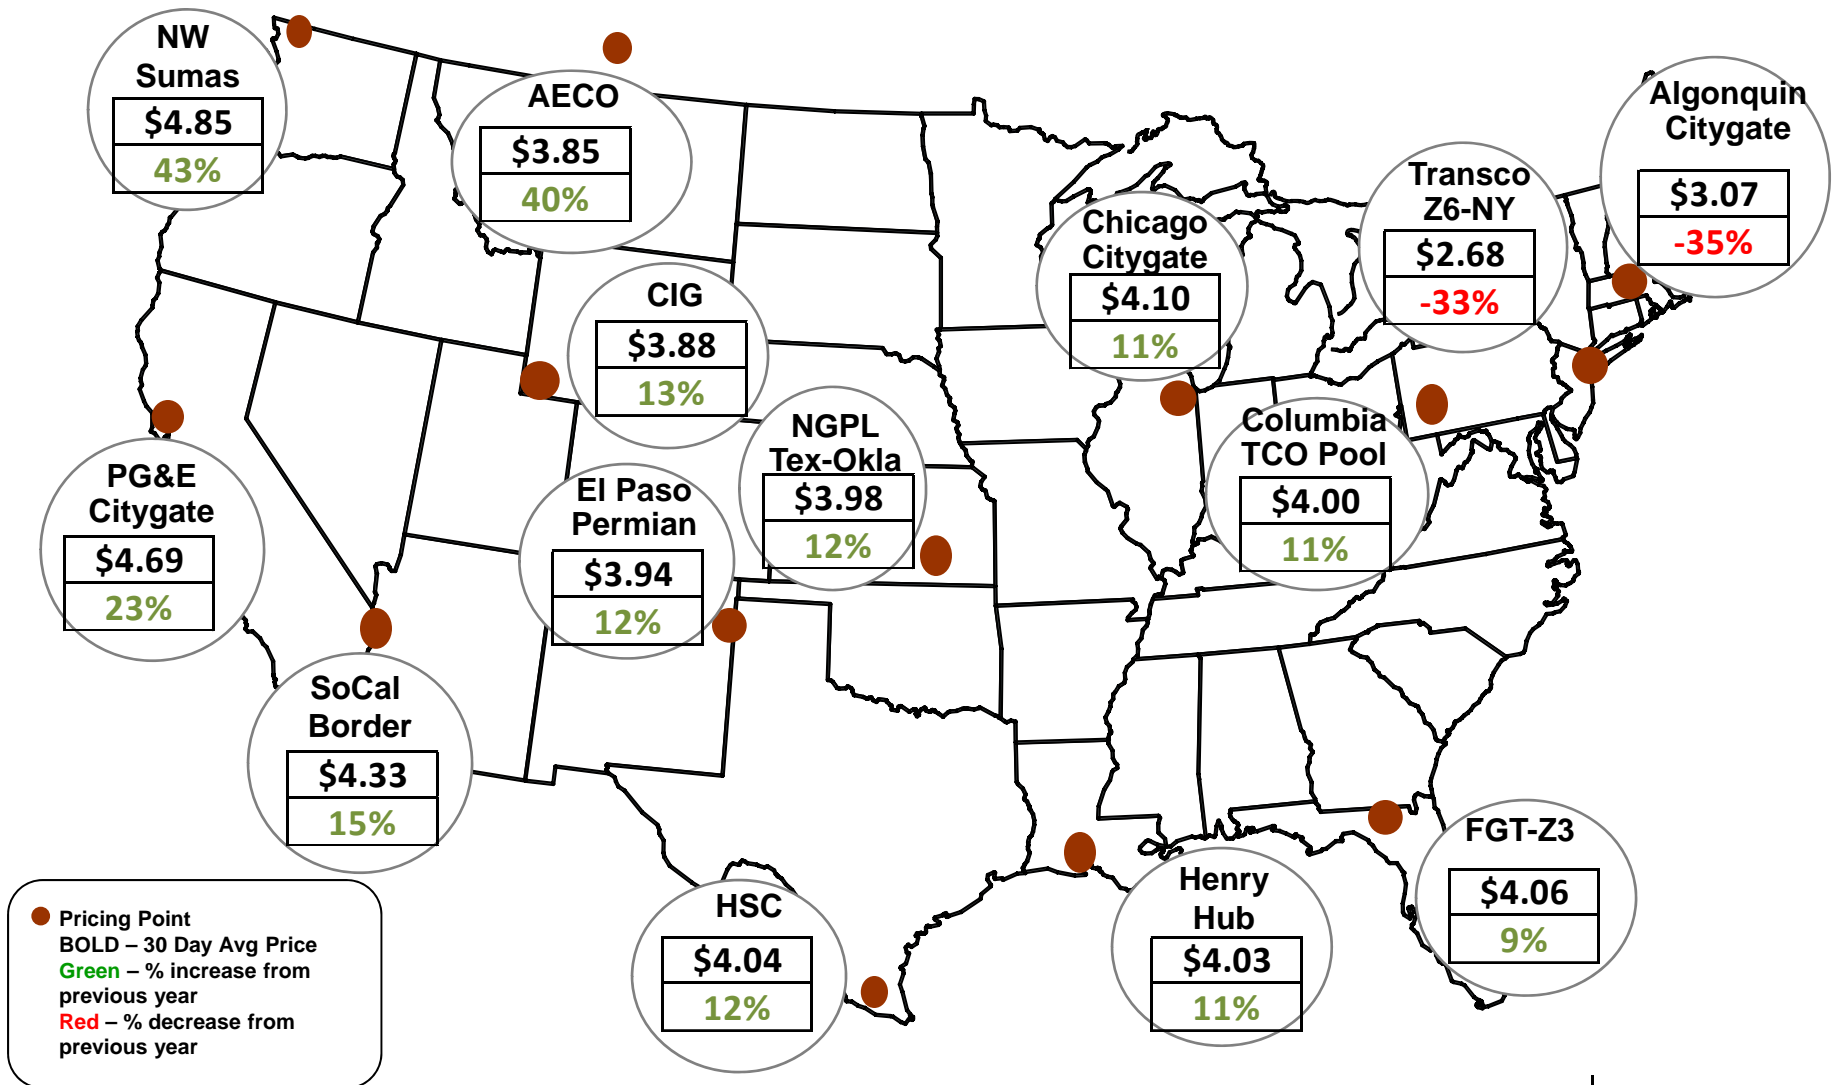 NW
Sumas
$4.85
43%
AECO
$3.85
40%
Algonquin
Citygate
$3.07
-35%
Transco
Z6-NY
$2.68
-33%
Chicago
Citygate
$4.10
11%
CIG
$3.88
13%
NGPL
Tex-Okla
$3.98
12%
Columbia
TCO Pool
$4.00
11%
PG&E
Citygate
$4.69
23%
El Paso
Permian
$3.94
12%
SoCal
Border
$4.33
15%
HSC
$4.04
12%
Henry
Hub
$4.03
11%
FGT-Z3
$4.06
9%
Pricing Point
BOLD – 30 Day Avg Price
Green – % increase from
previous year
Red – % decrease from
previous year